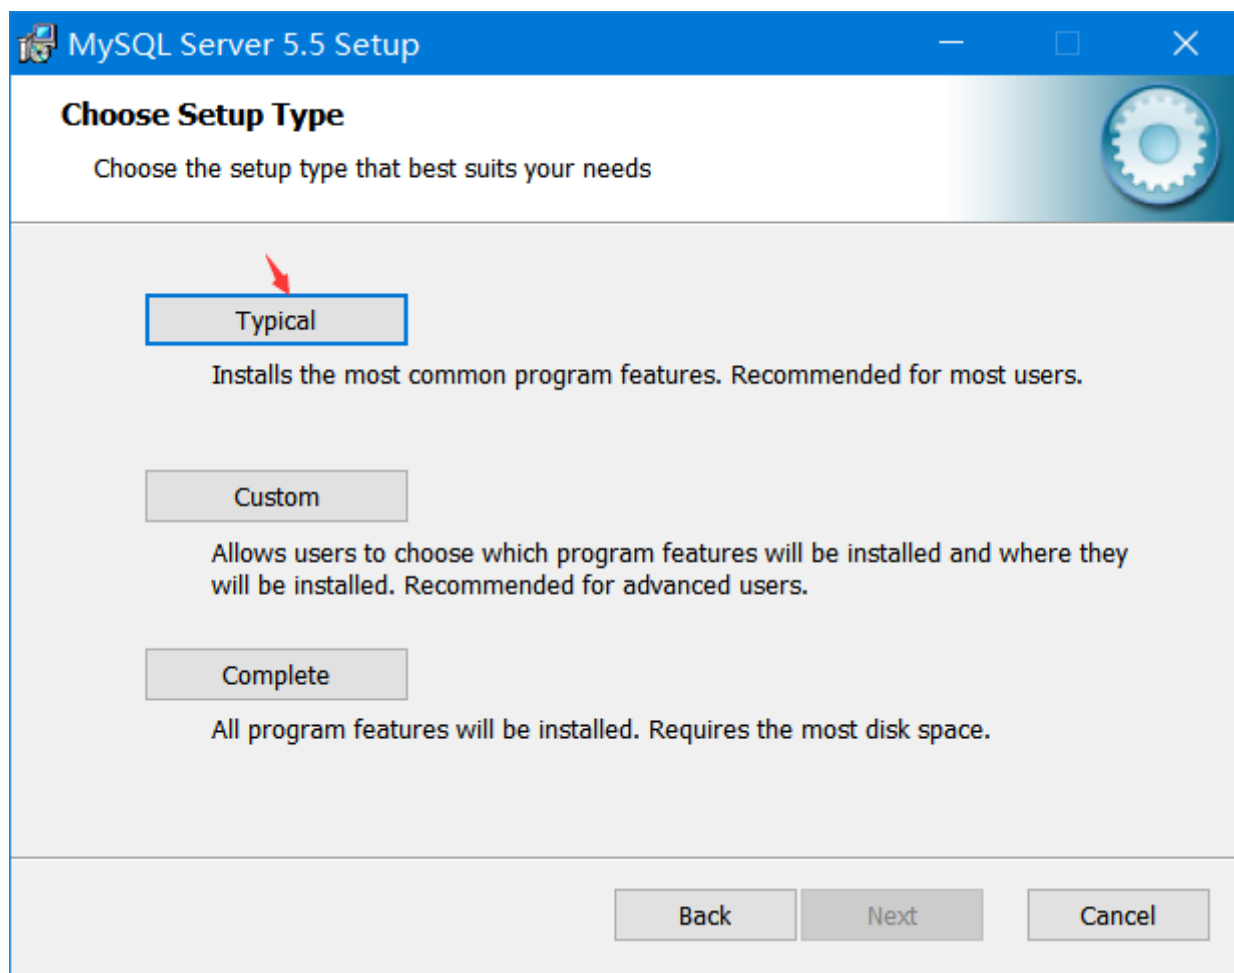 MySQL Server 5.5 Setup
Choose Setup Type
Choose the setup type that best suits your needs
Typical
Installs the most common program features. Recommended for most users.
Custom
Allows users to choose which program features will be installed and where they
will be installed. Recommended for advanced users.
Complete
All program features will be installed. Requires the most disk space.
Back Next Cancel